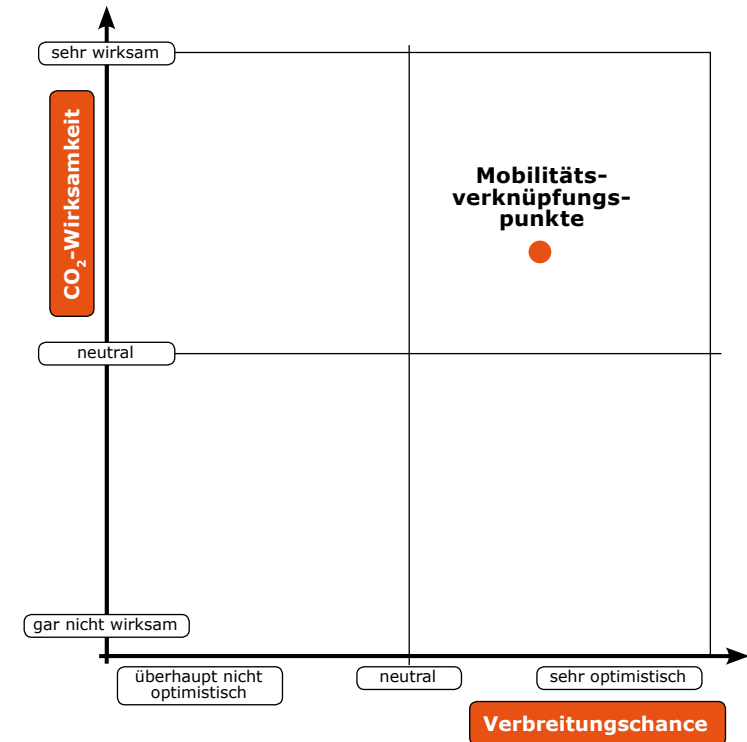 sehr wirksam
CO₂-Wirksamkeit
Mobilitäts-
verknüpfungs-
punkte
neutral
gar nicht wirksam
überhaupt nicht
optimistisch
neutral
sehr optimistisch
Verbreitungschance